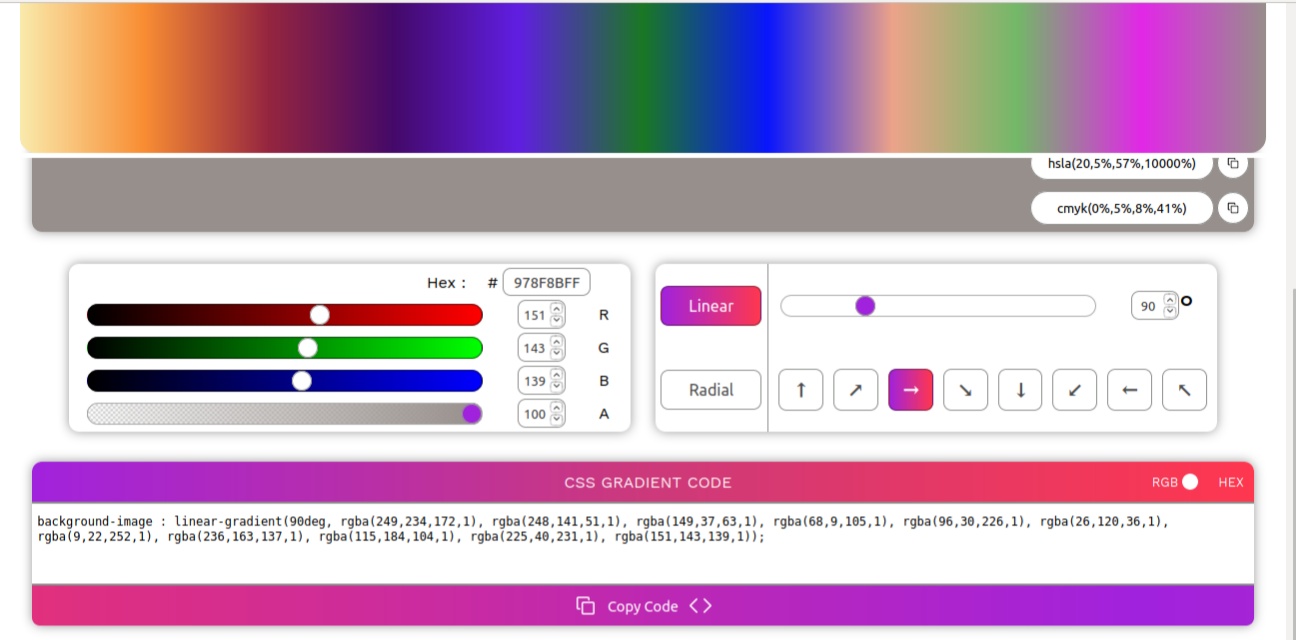 hsla(20,5%,57%,10000%)
cmyk(0%,5%,8%,41%)
Hex : # 978F8BFF
151 R
143 G
139 B
100 A
Linear
90
Radial
↑ ↗ → ↘ ↓ ↙ ← ↖
CSS GRADIENT CODE
RGB HEX
background-image : linear-gradient(90deg, rgba(249,234,172,1), rgba(248,141,51,1), rgba(149,37,63,1), rgba(68,9,105,1), rgba(96,30,226,1), rgba(26,120,36,1),
rgba(9,22,252,1), rgba(236,163,137,1), rgba(115,184,104,1), rgba(225,40,231,1), rgba(151,143,139,1));
Copy Code <>